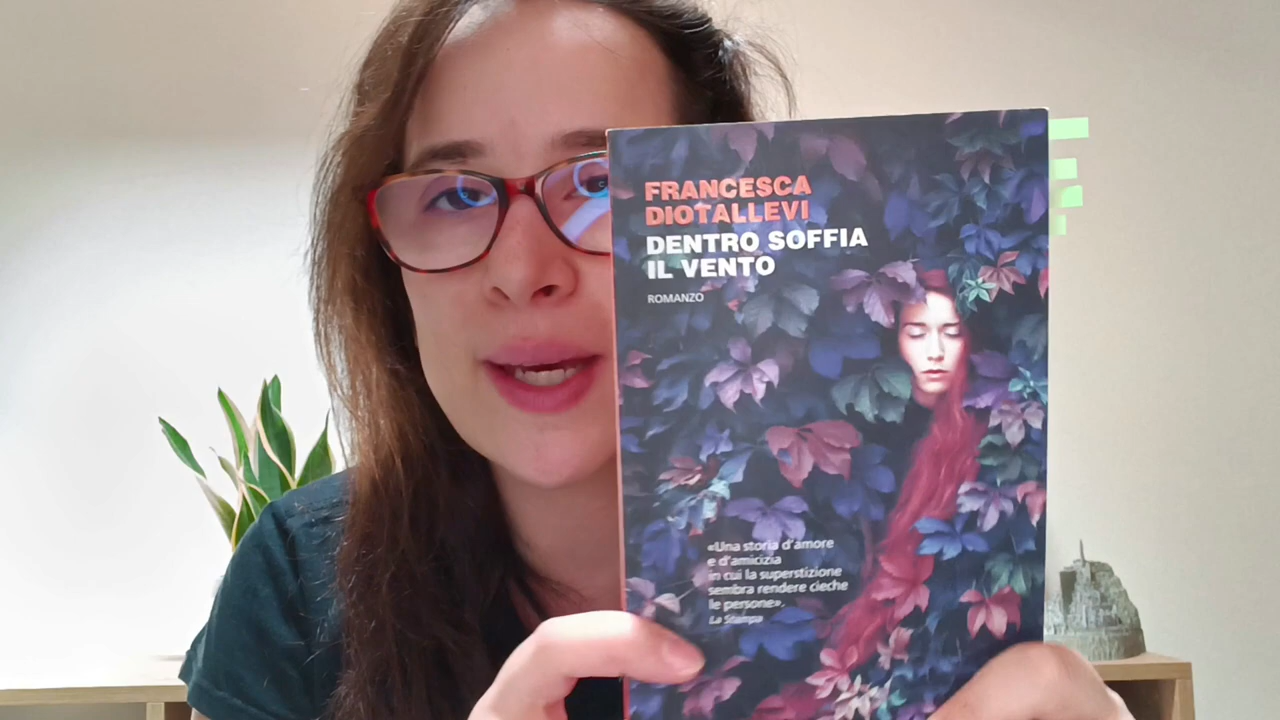 FRANCESCA
DIOTALLEVI
DENTRO SOFFIA
IL VENTO
ROMANZO
«Una storia d'amore
e d'amicizia
in cui la superstizione
sembra rendere cieche
le persone».
La Stampa